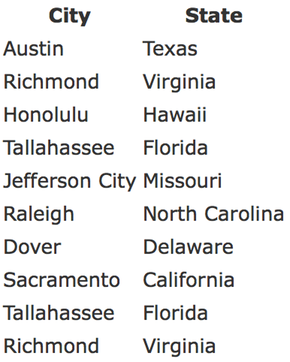 City State
Austin Texas
Richmond Virginia
Honolulu Hawaii
Tallahassee Florida
Jefferson City Missouri
Raleigh North Carolina
Dover Delaware
Sacramento California
Tallahassee Florida
Richmond Virginia